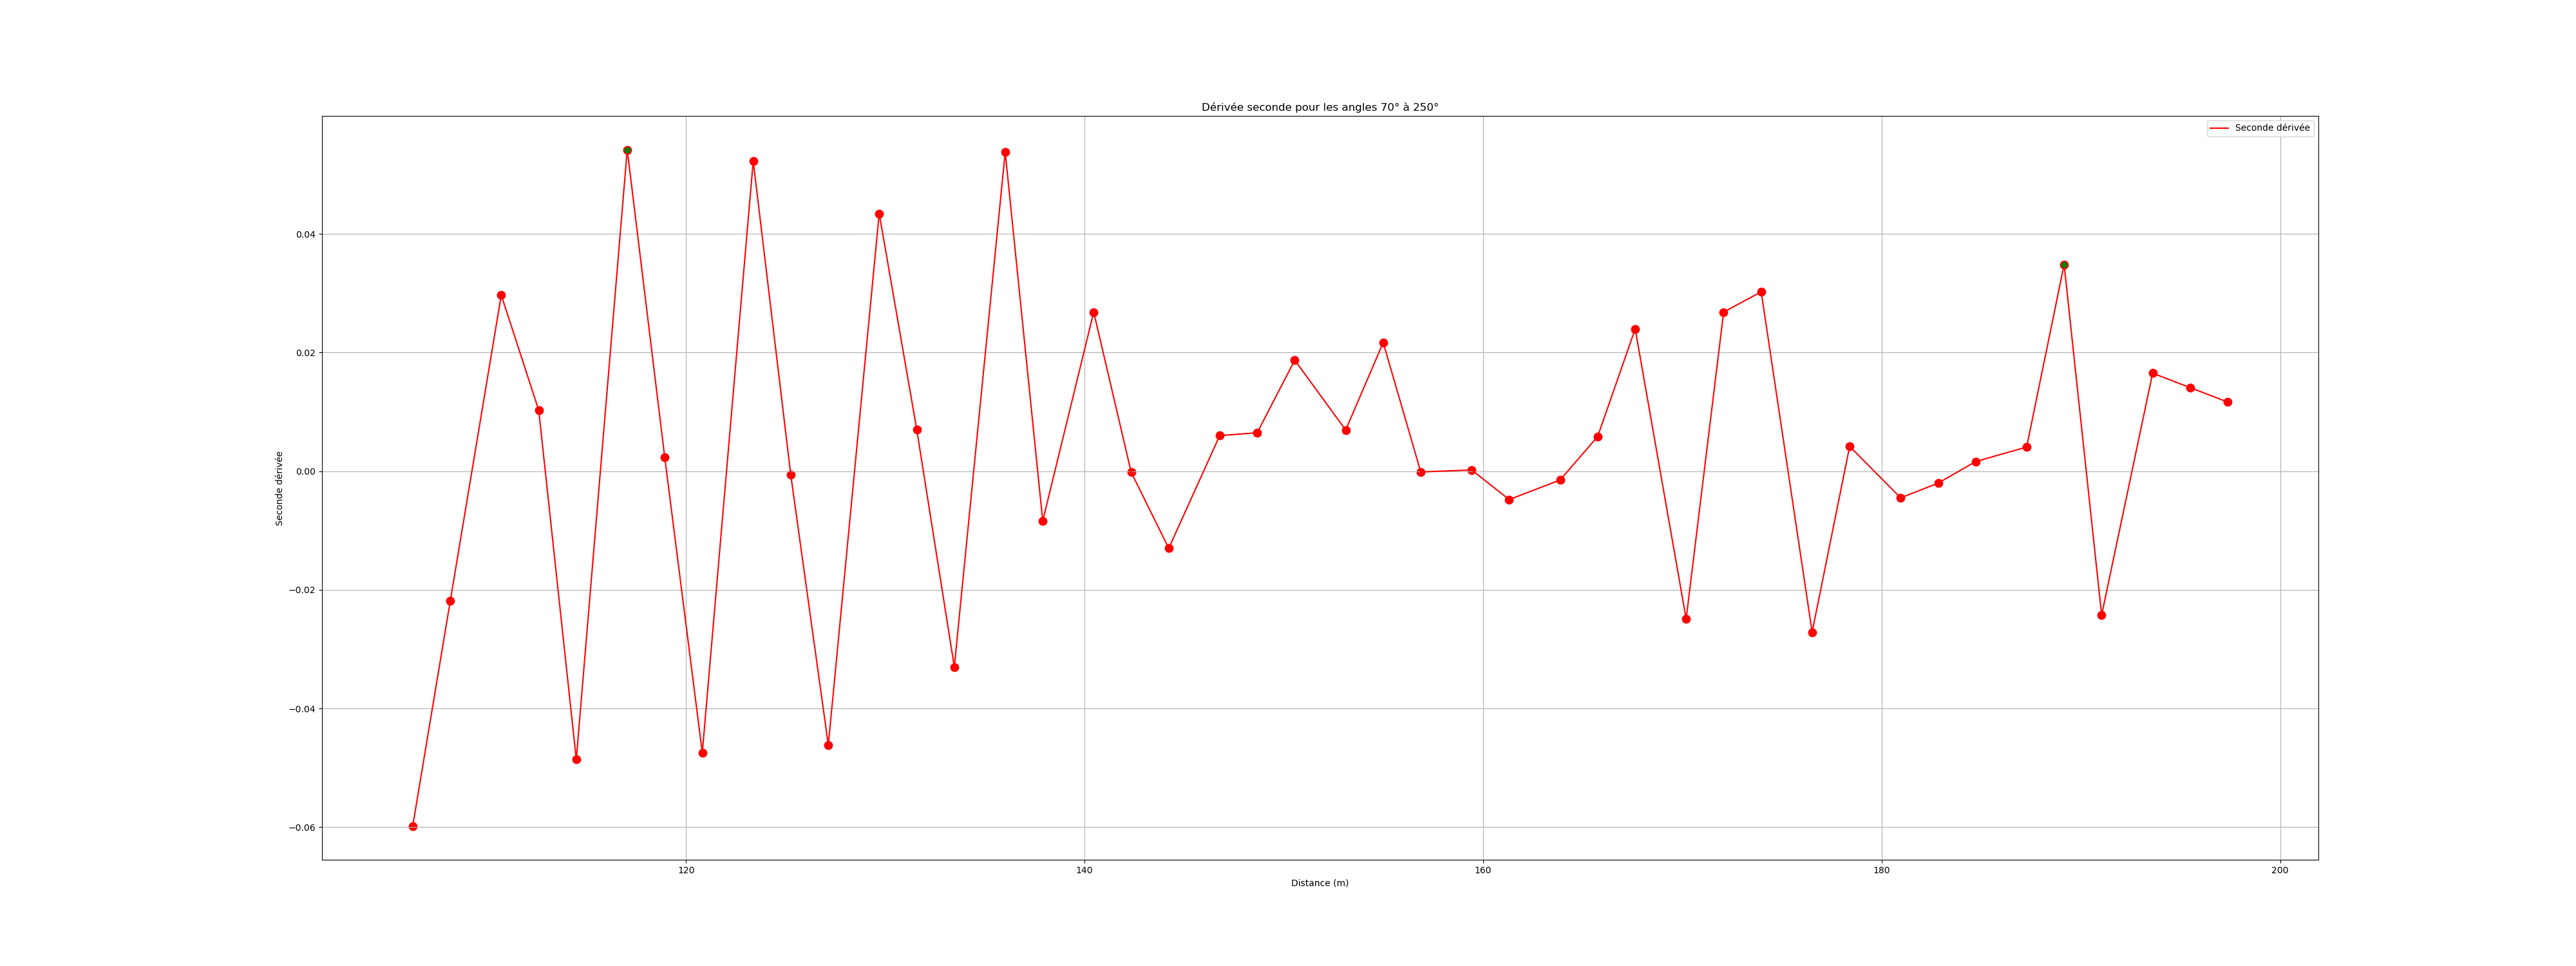 Dérivée seconde pour les angles 70° à 250°
Seconde dérivée
0.04
0.02
0.00
−0.02
−0.04
−0.06
Seconde dérivée
120
140
160
180
200
Distance (m)